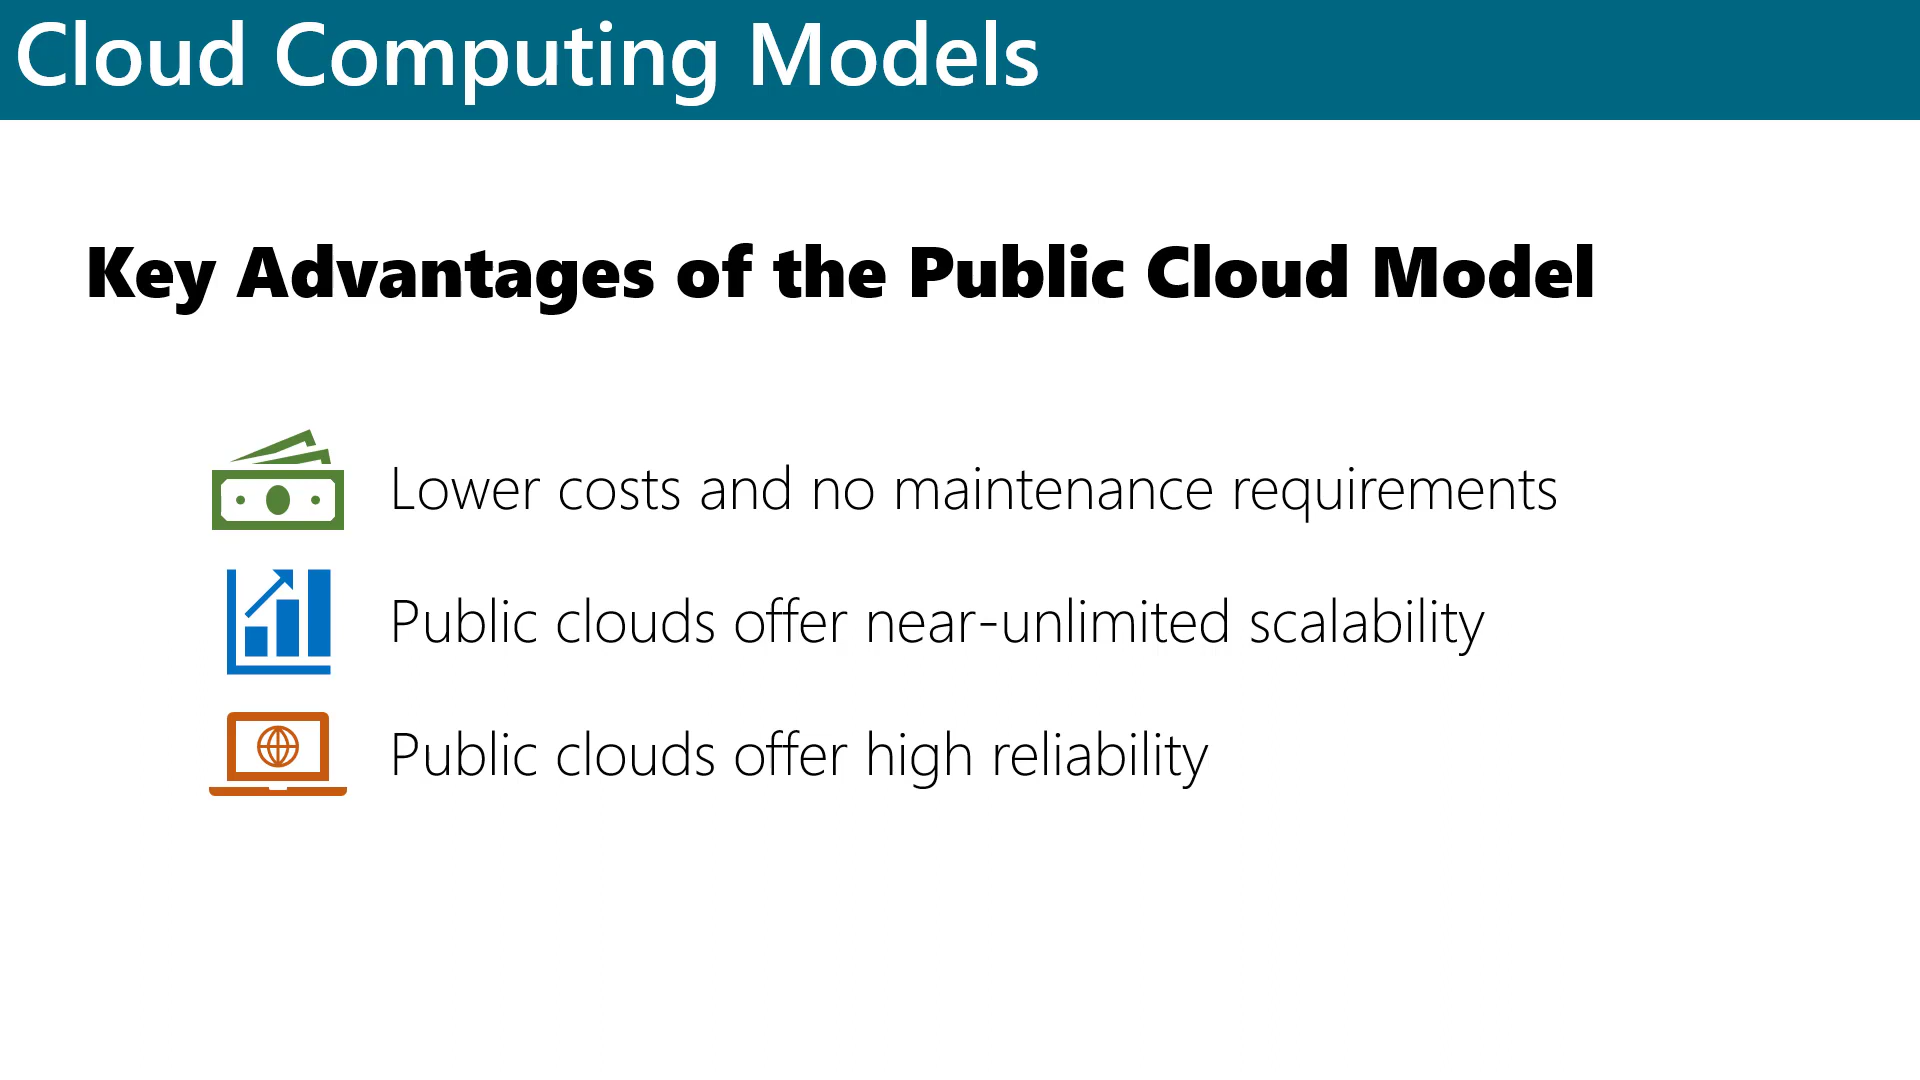 Cloud Computing Models
Key Advantages of the Public Cloud Model
Lower costs and no maintenance requirements
Public clouds offer near-unlimited scalability
Public clouds offer high reliability